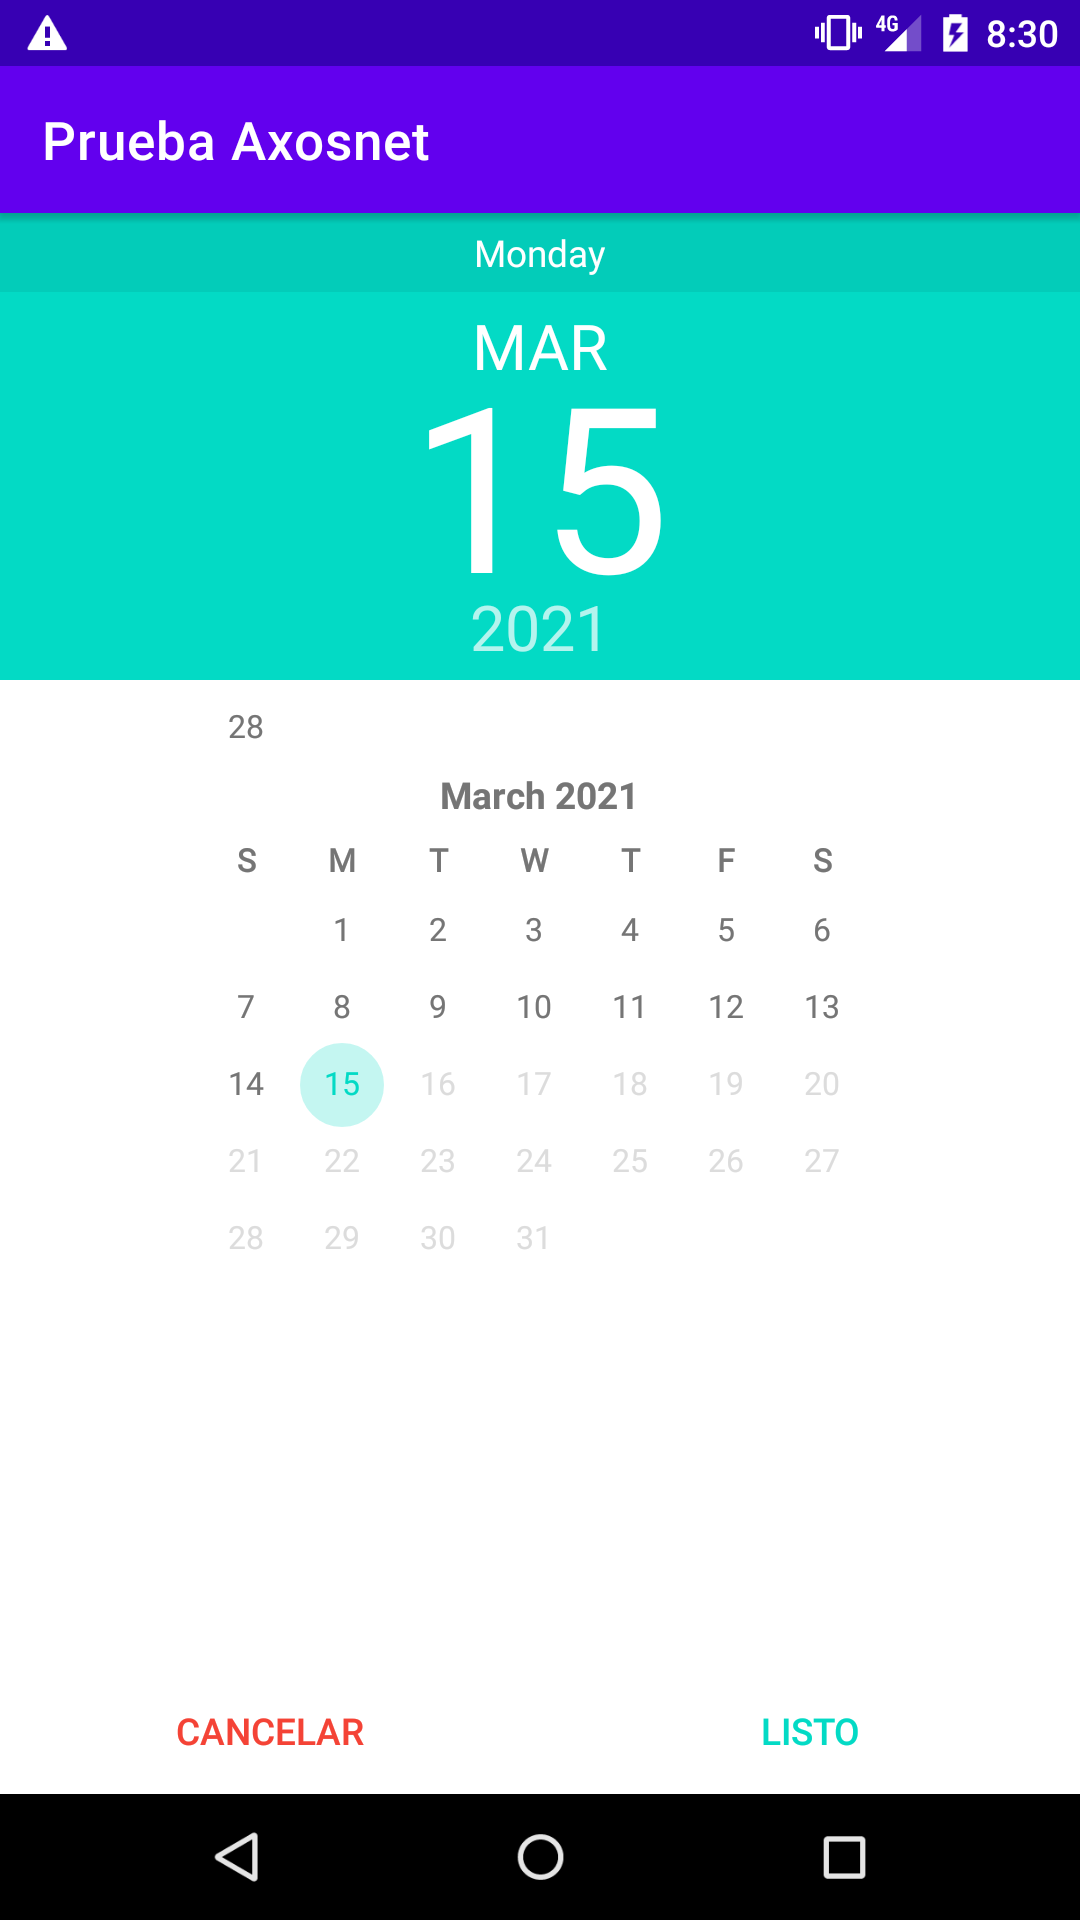 4G 8:30
Prueba Axosnet
Monday
MAR
15
2021
28
March 2021
S M T W T F S
1 2 3 4 5 6
7 8 9 10 11 12 13
14 15 16 17 18 19 20
21 22 23 24 25 26 27
28 29 30 31
CANCELAR LISTO